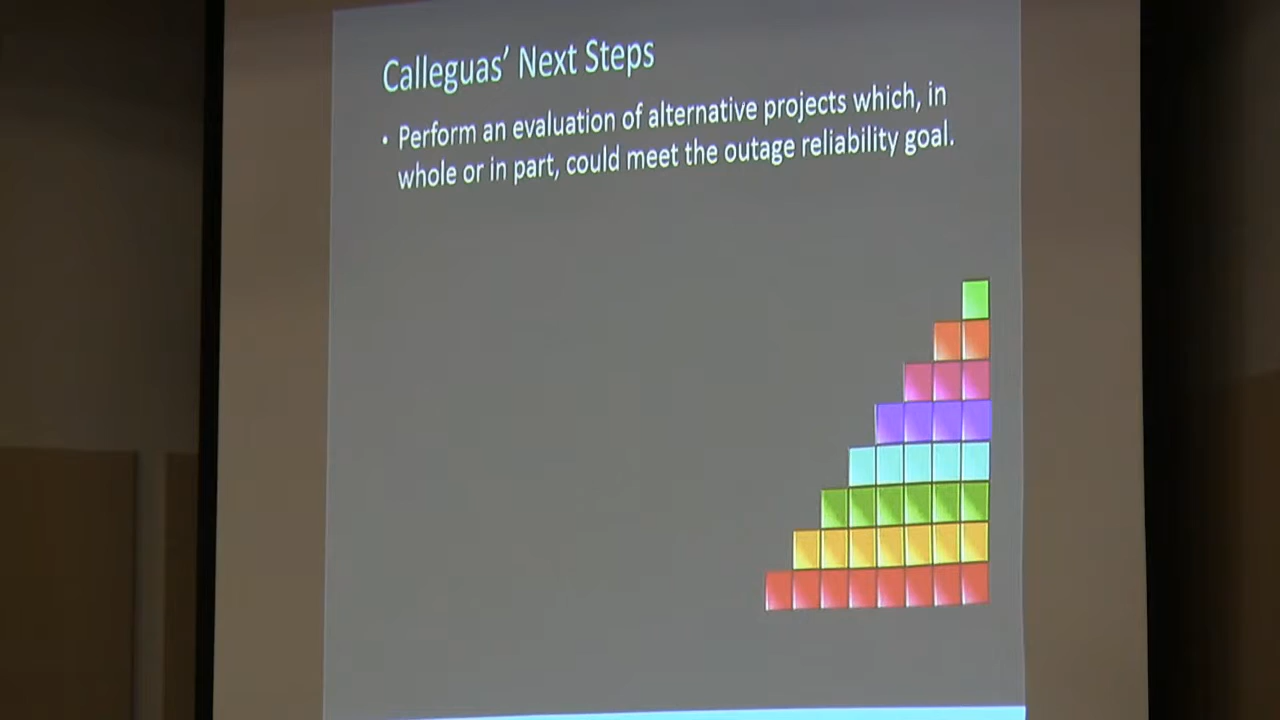 Calleguas’ Next Steps
• Perform an evaluation of alternative projects which, in
whole or in part, could meet the outage reliability goal.